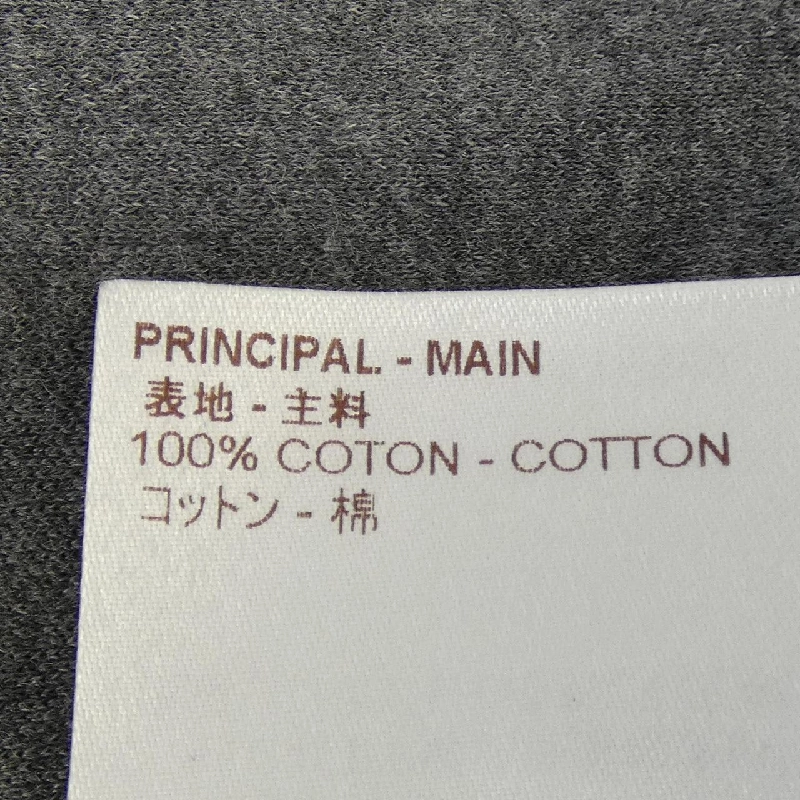 PRINCIPAL - MAIN
表地 - 主料
100% COTON - COTTON
コットン - 棉